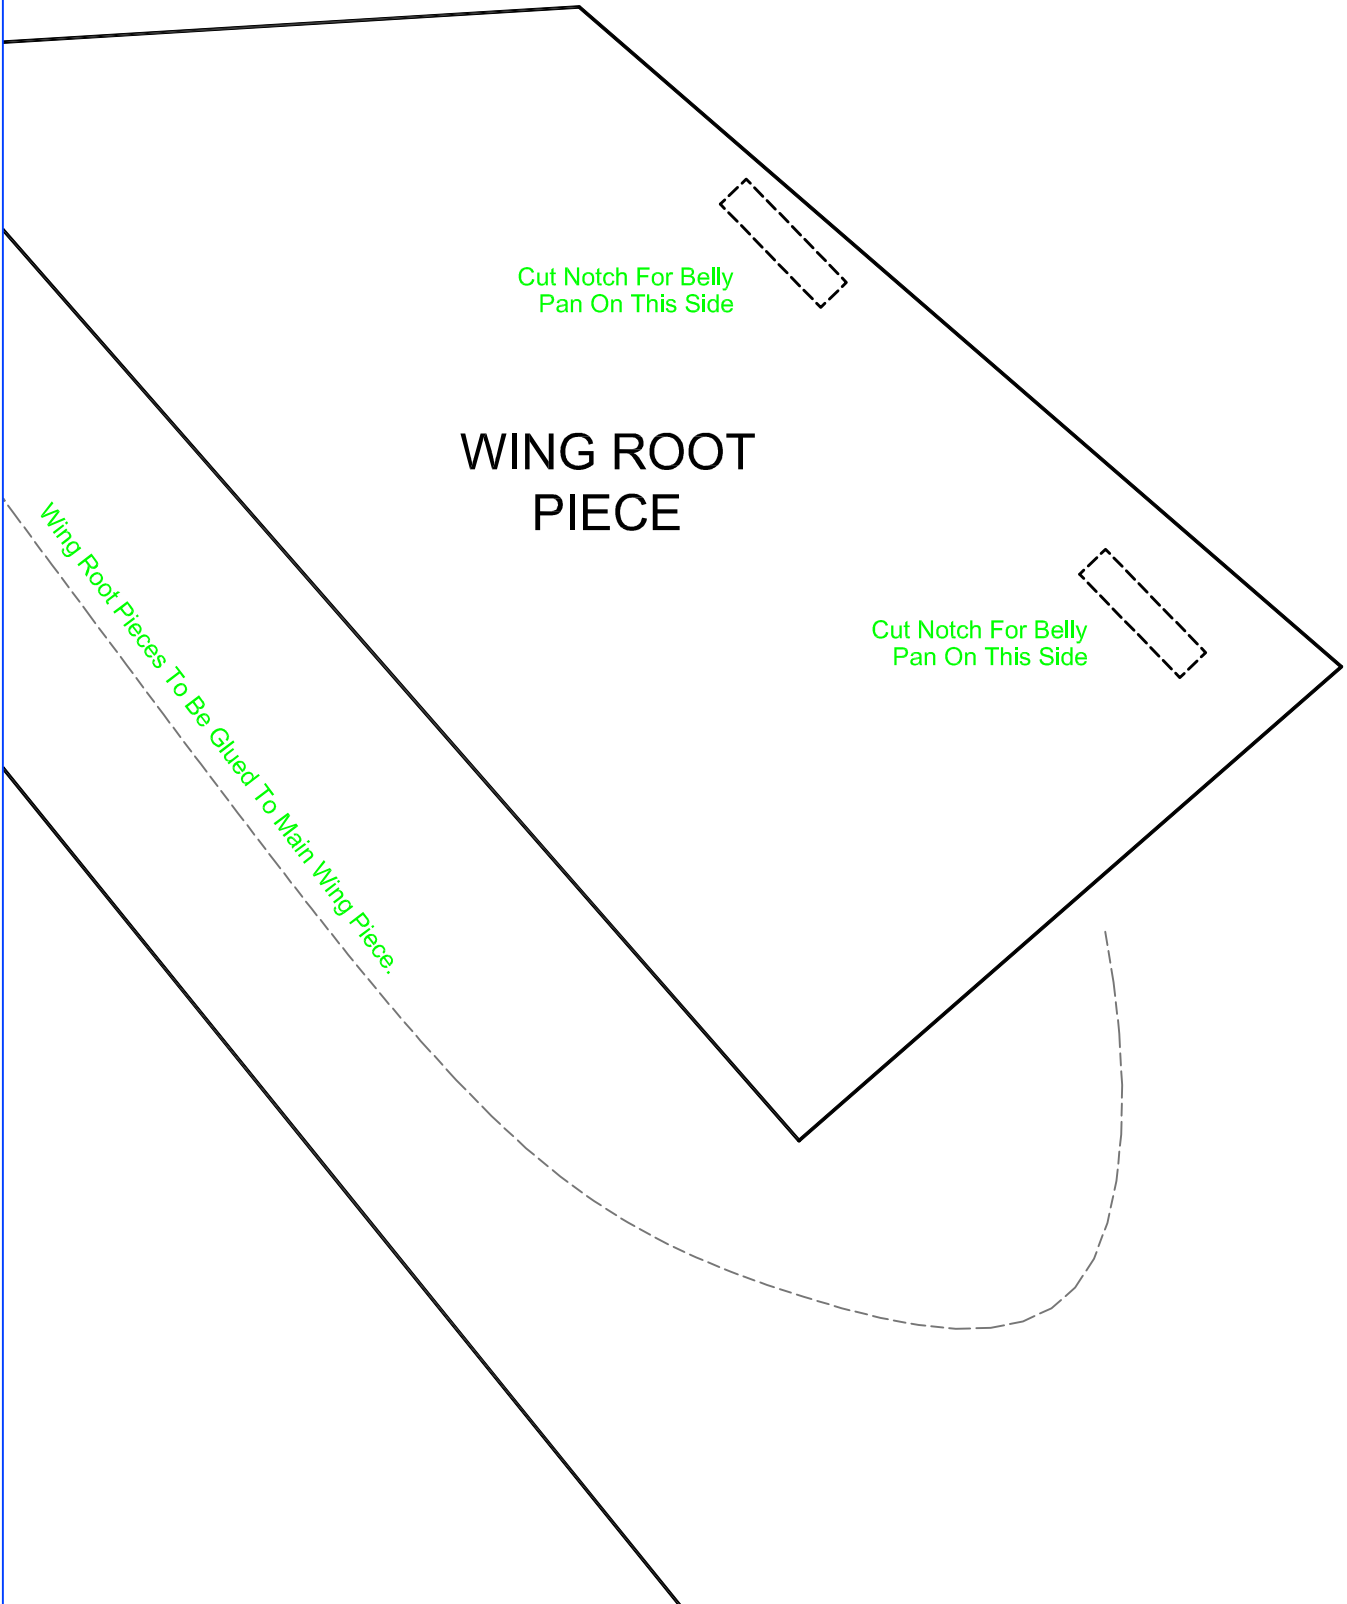 Cut Notch For Belly
Pan On This Side
WING ROOT
PIECE
Wing Root Pieces To Be Glued To Main Wing Piece.
Cut Notch For Belly
Pan On This Side